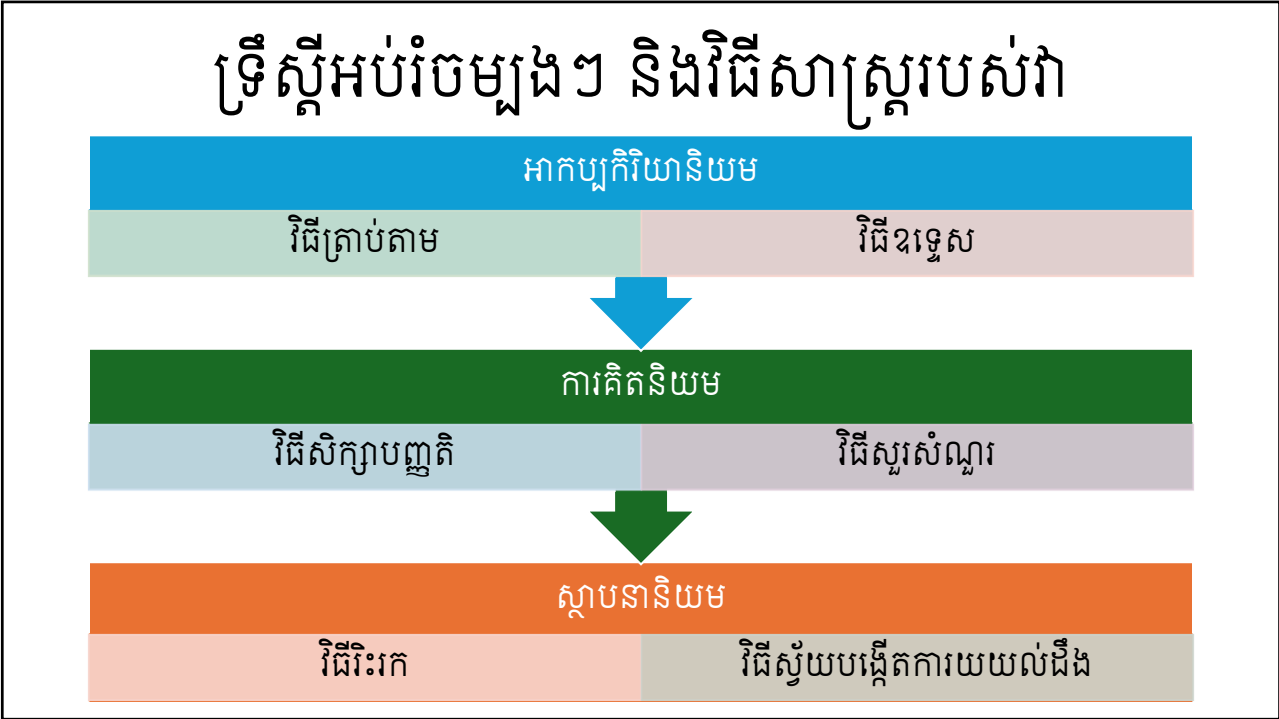 ទ្រឹស្តីអប់រំចម្បងៗ និងវិធីសាស្ត្ររបស់វា
អាកប្បកិរិយានិយម
វិធីត្រាប់តាម
វិធីឧទ្ទេស
ការគិតនិយម
វិធីសិក្សាបញ្ញតិ
វិធីសួរសំណួរ
ស្ថាបនានិយម
វិធីរិះរក
វិធីស្វ័យបង្កើតការយយល់ដឹង